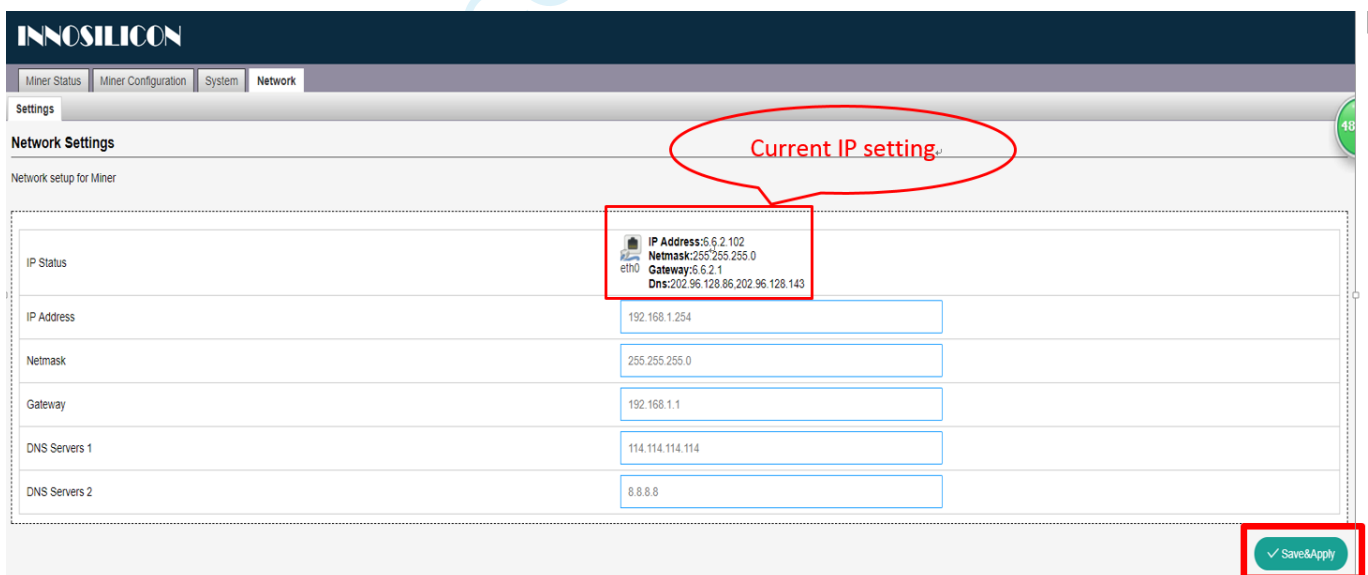 INNOSILICON
Miner Status Miner Configuration System Network
Settings
48
Network Settings
Current IP setting
Network setup for Miner
IP Status
IP Address:6.6.2.102
Netmask:255.255.255.0
eth0 Gateway:6.6.2.1
Dns:202.96.128.86,202.96.128.143
IP Address 192.168.1.254
Netmask 255.255.255.0
Gateway 192.168.1.1
DNS Servers 1 114.114.114.114
DNS Servers 2 8.8.8.8
Save&Apply